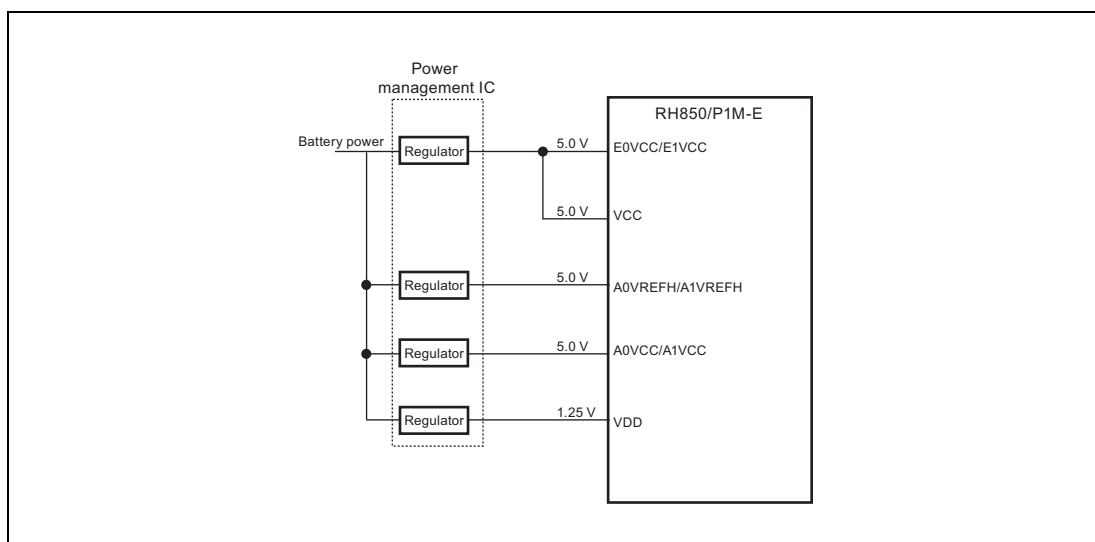 Power
management IC
RH850/P1M-E
Battery power
Regulator
5.0 V
E0VCC/E1VCC
5.0 V
VCC
Regulator
5.0 V
A0VREFH/A1VREFH
Regulator
5.0 V
A0VCC/A1VCC
Regulator
1.25 V
VDD